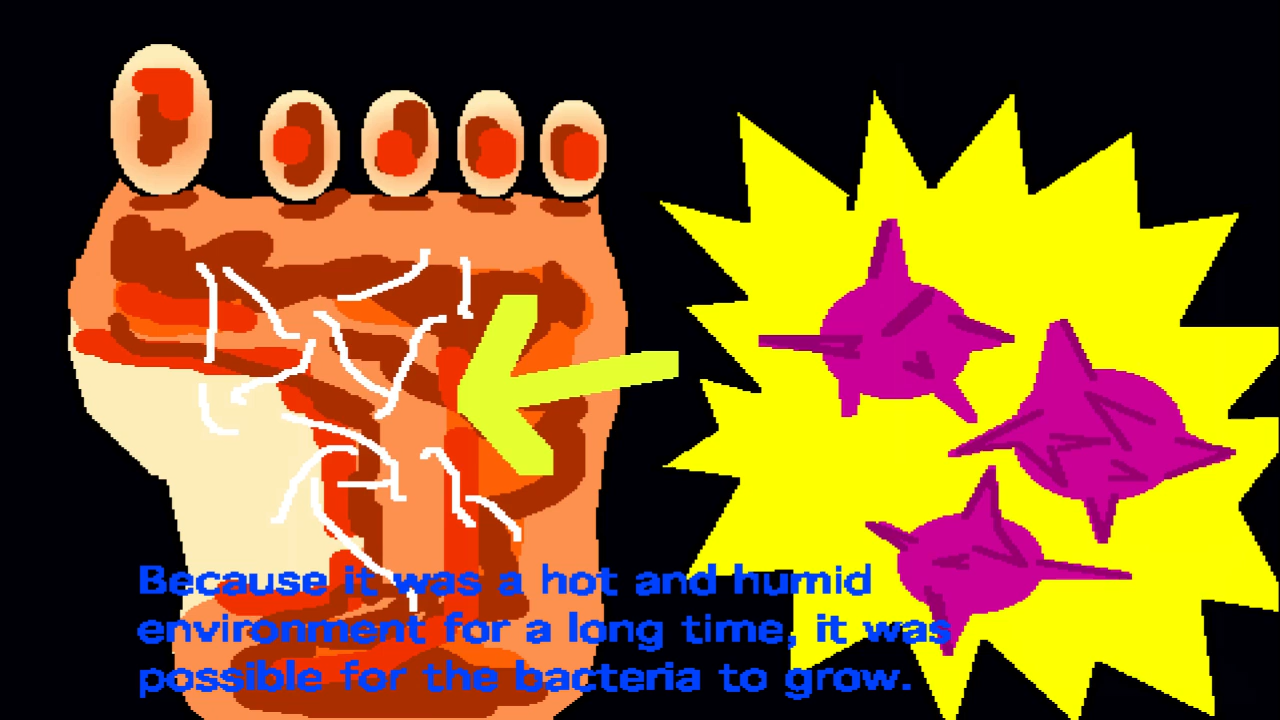 Because it was a hot and humid
environment for a long time, it was
possible for the bacteria to grow.